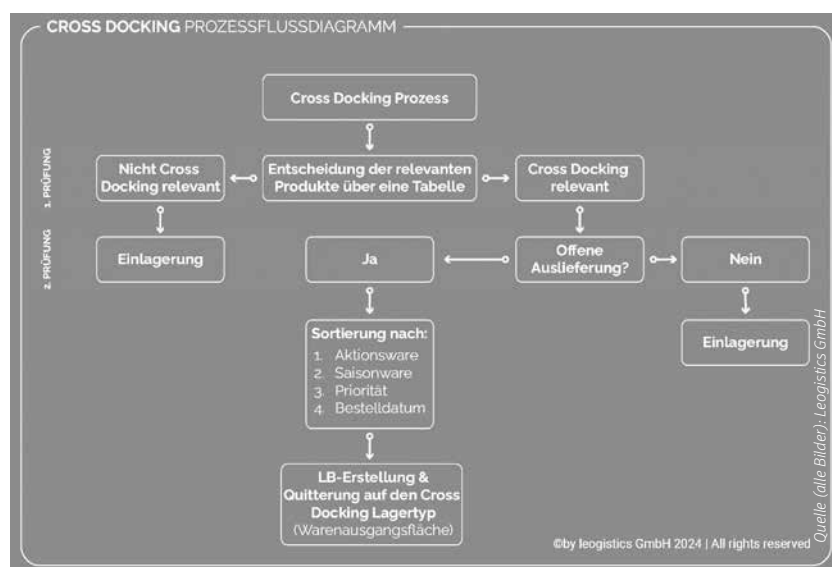 CROSS DOCKING PROZESSFLUSSDIAGRAMM
Cross Docking Prozess
1. PRÜFUNG
Nicht Cross
Docking relevant
Entscheidung der relevanten
Produkte über eine Tabelle
Cross Docking
relevant
2. PRÜFUNG
Einlagerung
Ja
Offene
Auslieferung?
Nein
Sortierung nach:
1. Aktionsware
2. Saisonware
3. Priorität
4. Bestelldatum
Einlagerung
LB-Erstellung &
Quitterung auf den Cross
Docking Lagertyp
(Warenausgangsfläche)
©by leogistics GmbH 2024 | All rights reserved
Quelle (alle Bilder): Leogistics GmbH